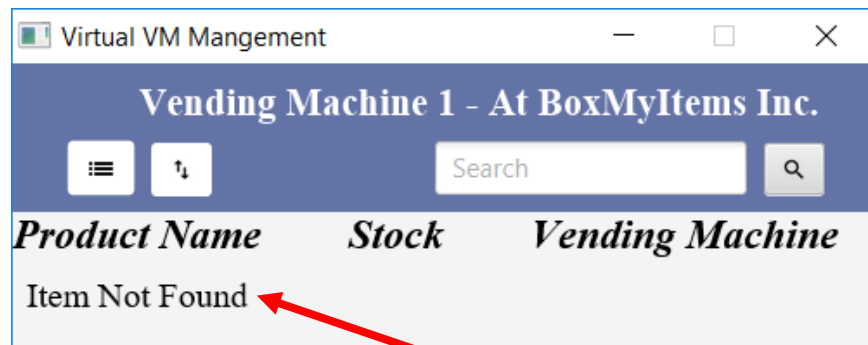 Virtual VM Mangement
Vending Machine 1 - At BoxMyItems Inc.
Search
Product Name Stock Vending Machine
Item Not Found